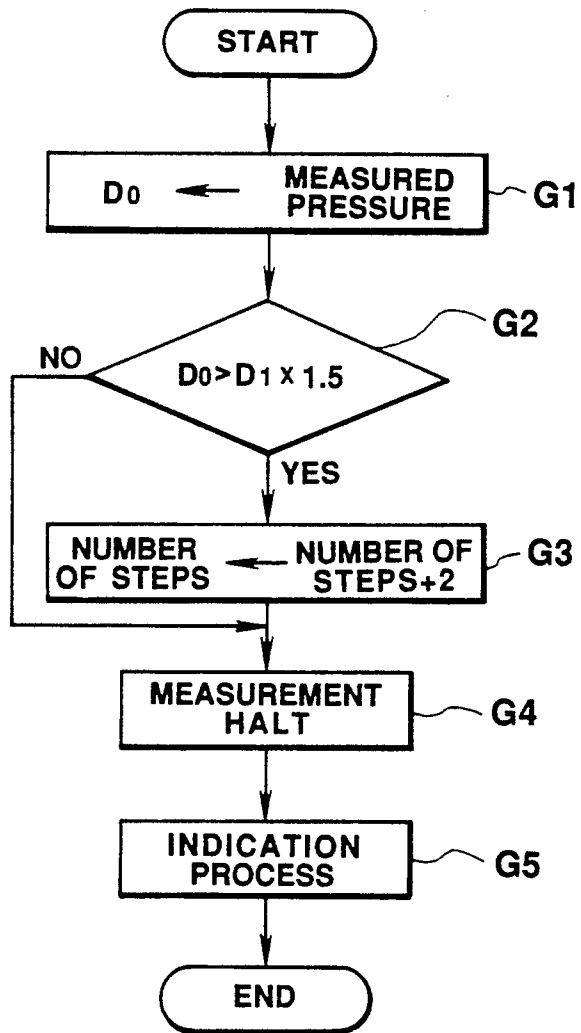 START
D0 ← MEASURED
PRESSURE
G1
G2
NO
D0>D1 × 1.5
YES
NUMBER
OF STEPS ← NUMBER OF
STEPS+2
G3
MEASUREMENT
HALT
G4
INDICATION
PROCESS
G5
END